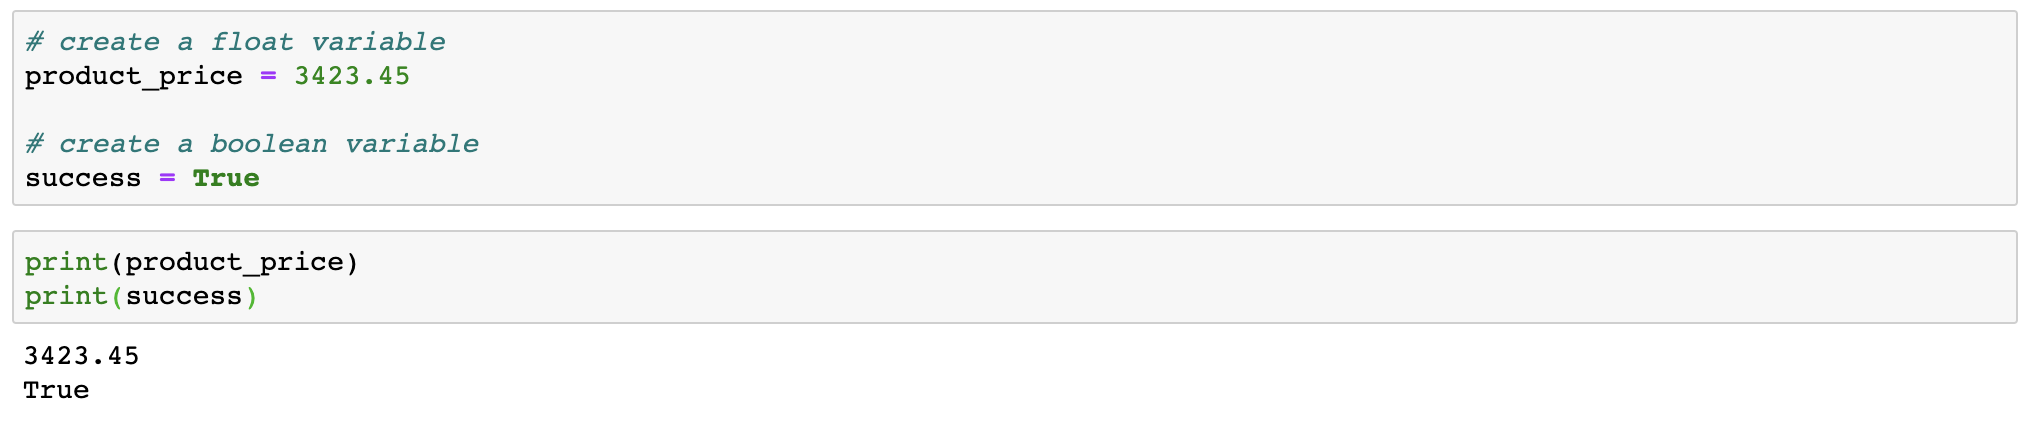 # create a float variable
product_price = 3423.45
# create a boolean variable
success = True
print(product_price)
print(success)
3423.45
True